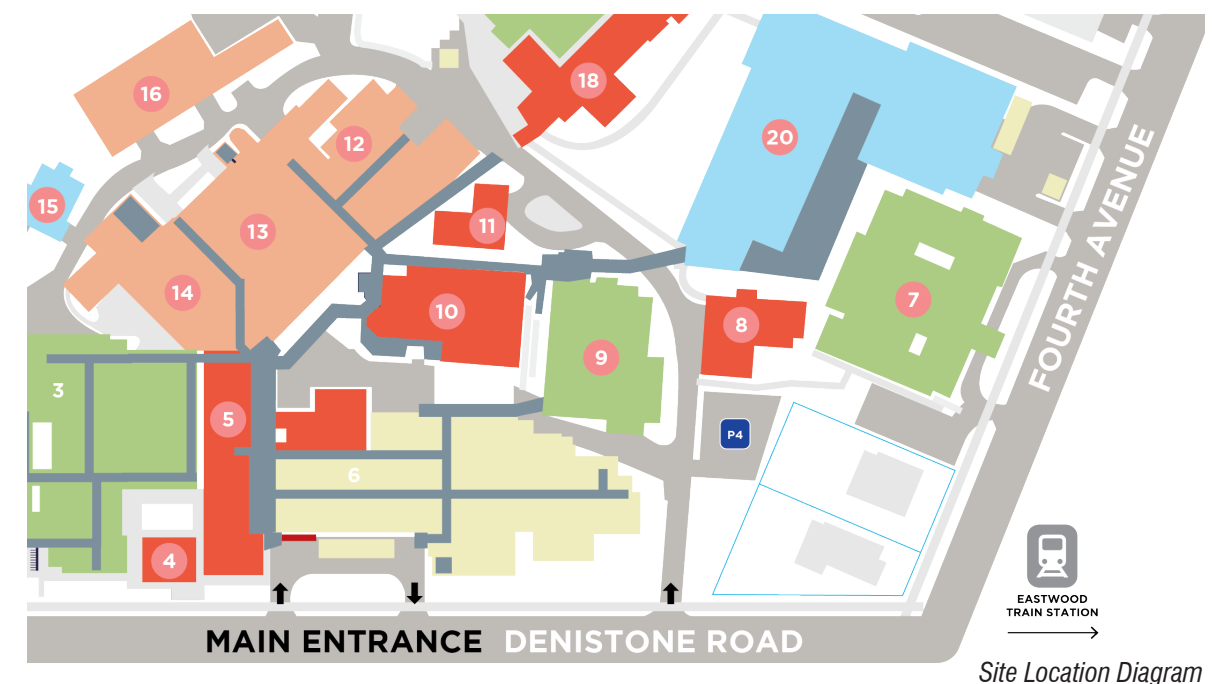 16
18
12
20
15
11
13
14
7
10
8
9
3
5
P4
6
4
FOURTH AVENUE
EASTWOOD
TRAIN STATION
MAIN ENTRANCE DENISTONE ROAD
Site Location Diagram